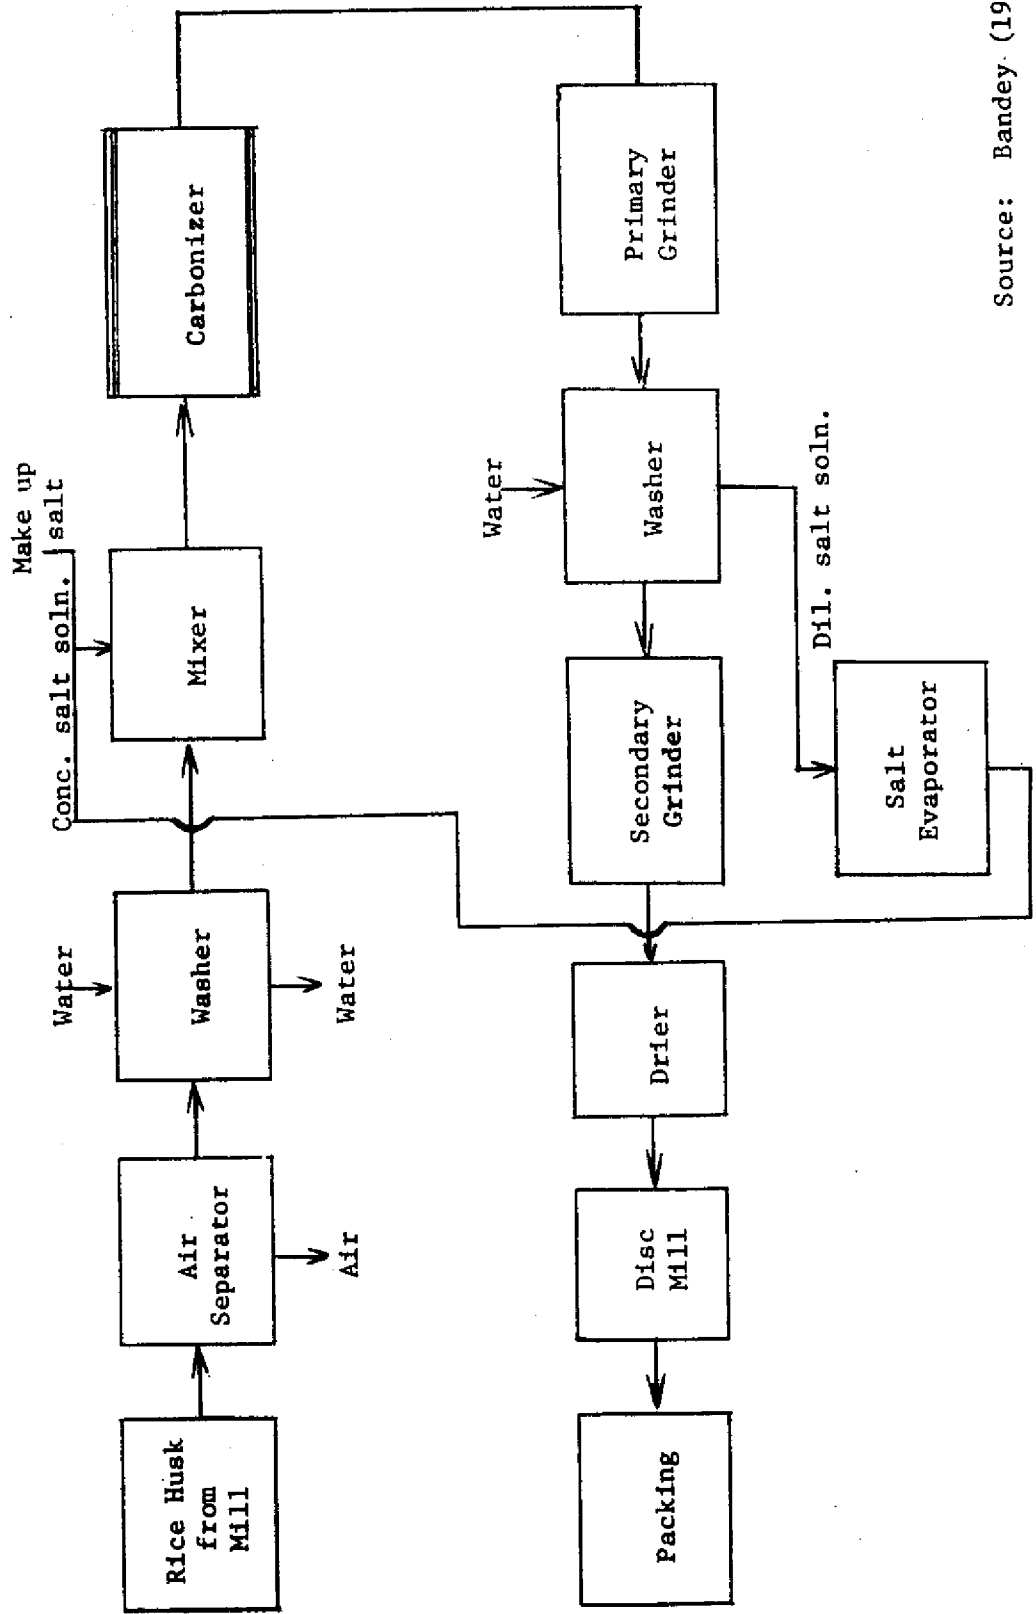 Rice Husk
from
Mill
Air
Separator
Air
Water
Washer
Water
Conc. salt soln.
Make up
salt
Mixer
Carbonizer
Primary
Grinder
Water
Washer
Dil. salt soln.
Salt
Evaporator
Secondary
Grinder
Drier
Disc
Mill
Packing
Source: Bandey (19